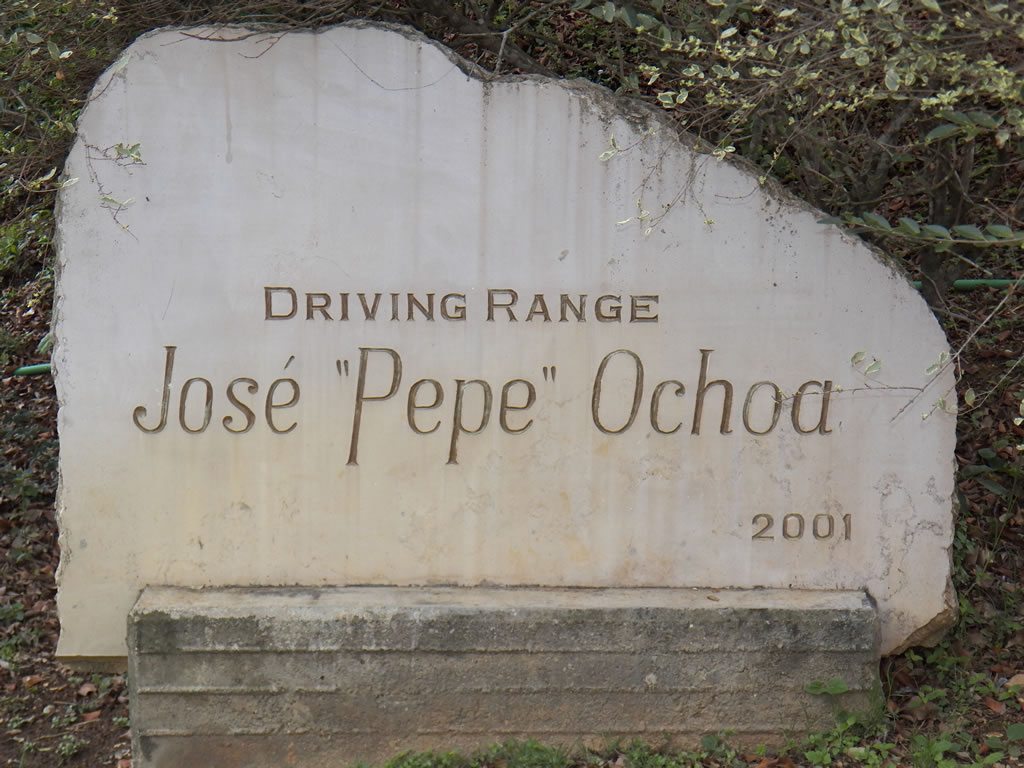 DRIVING RANGE
José "Pepe" Ochoa
2001